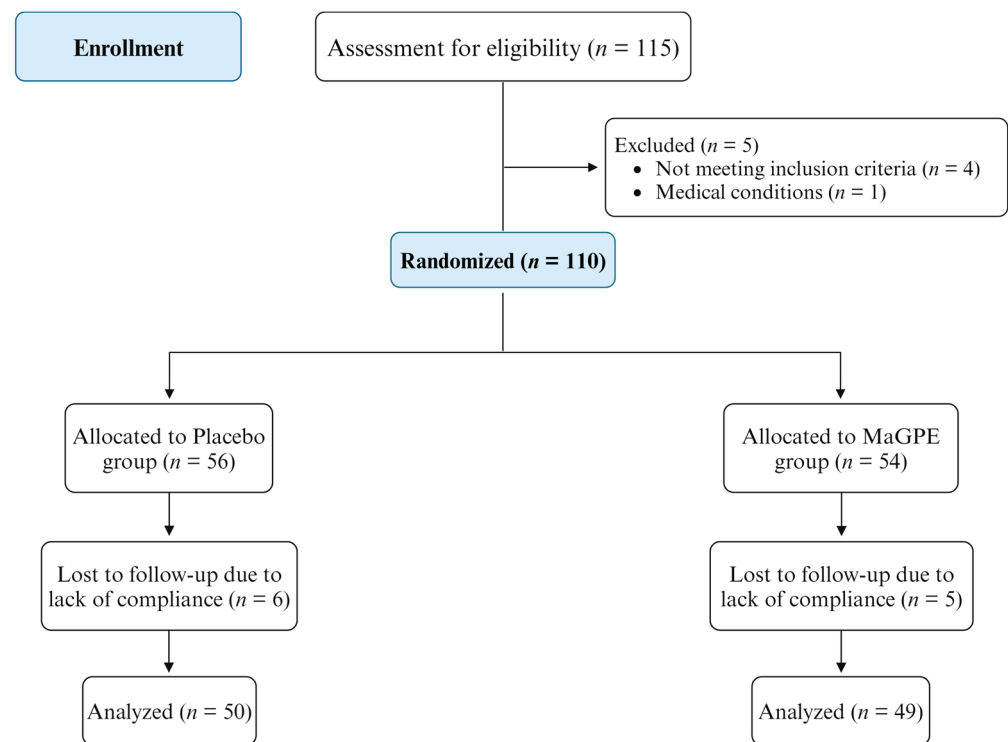 Enrollment
Assessment for eligibility (n = 115)
Excluded (n = 5)
• Not meeting inclusion criteria (n = 4)
• Medical conditions (n = 1)
Randomized (n = 110)
Allocated to Placebo
group (n = 56)
Allocated to MaGPE
group (n = 54)
Lost to follow-up due to
lack of compliance (n = 6)
Lost to follow-up due to
lack of compliance (n = 5)
Analyzed (n = 50)
Analyzed (n = 49)